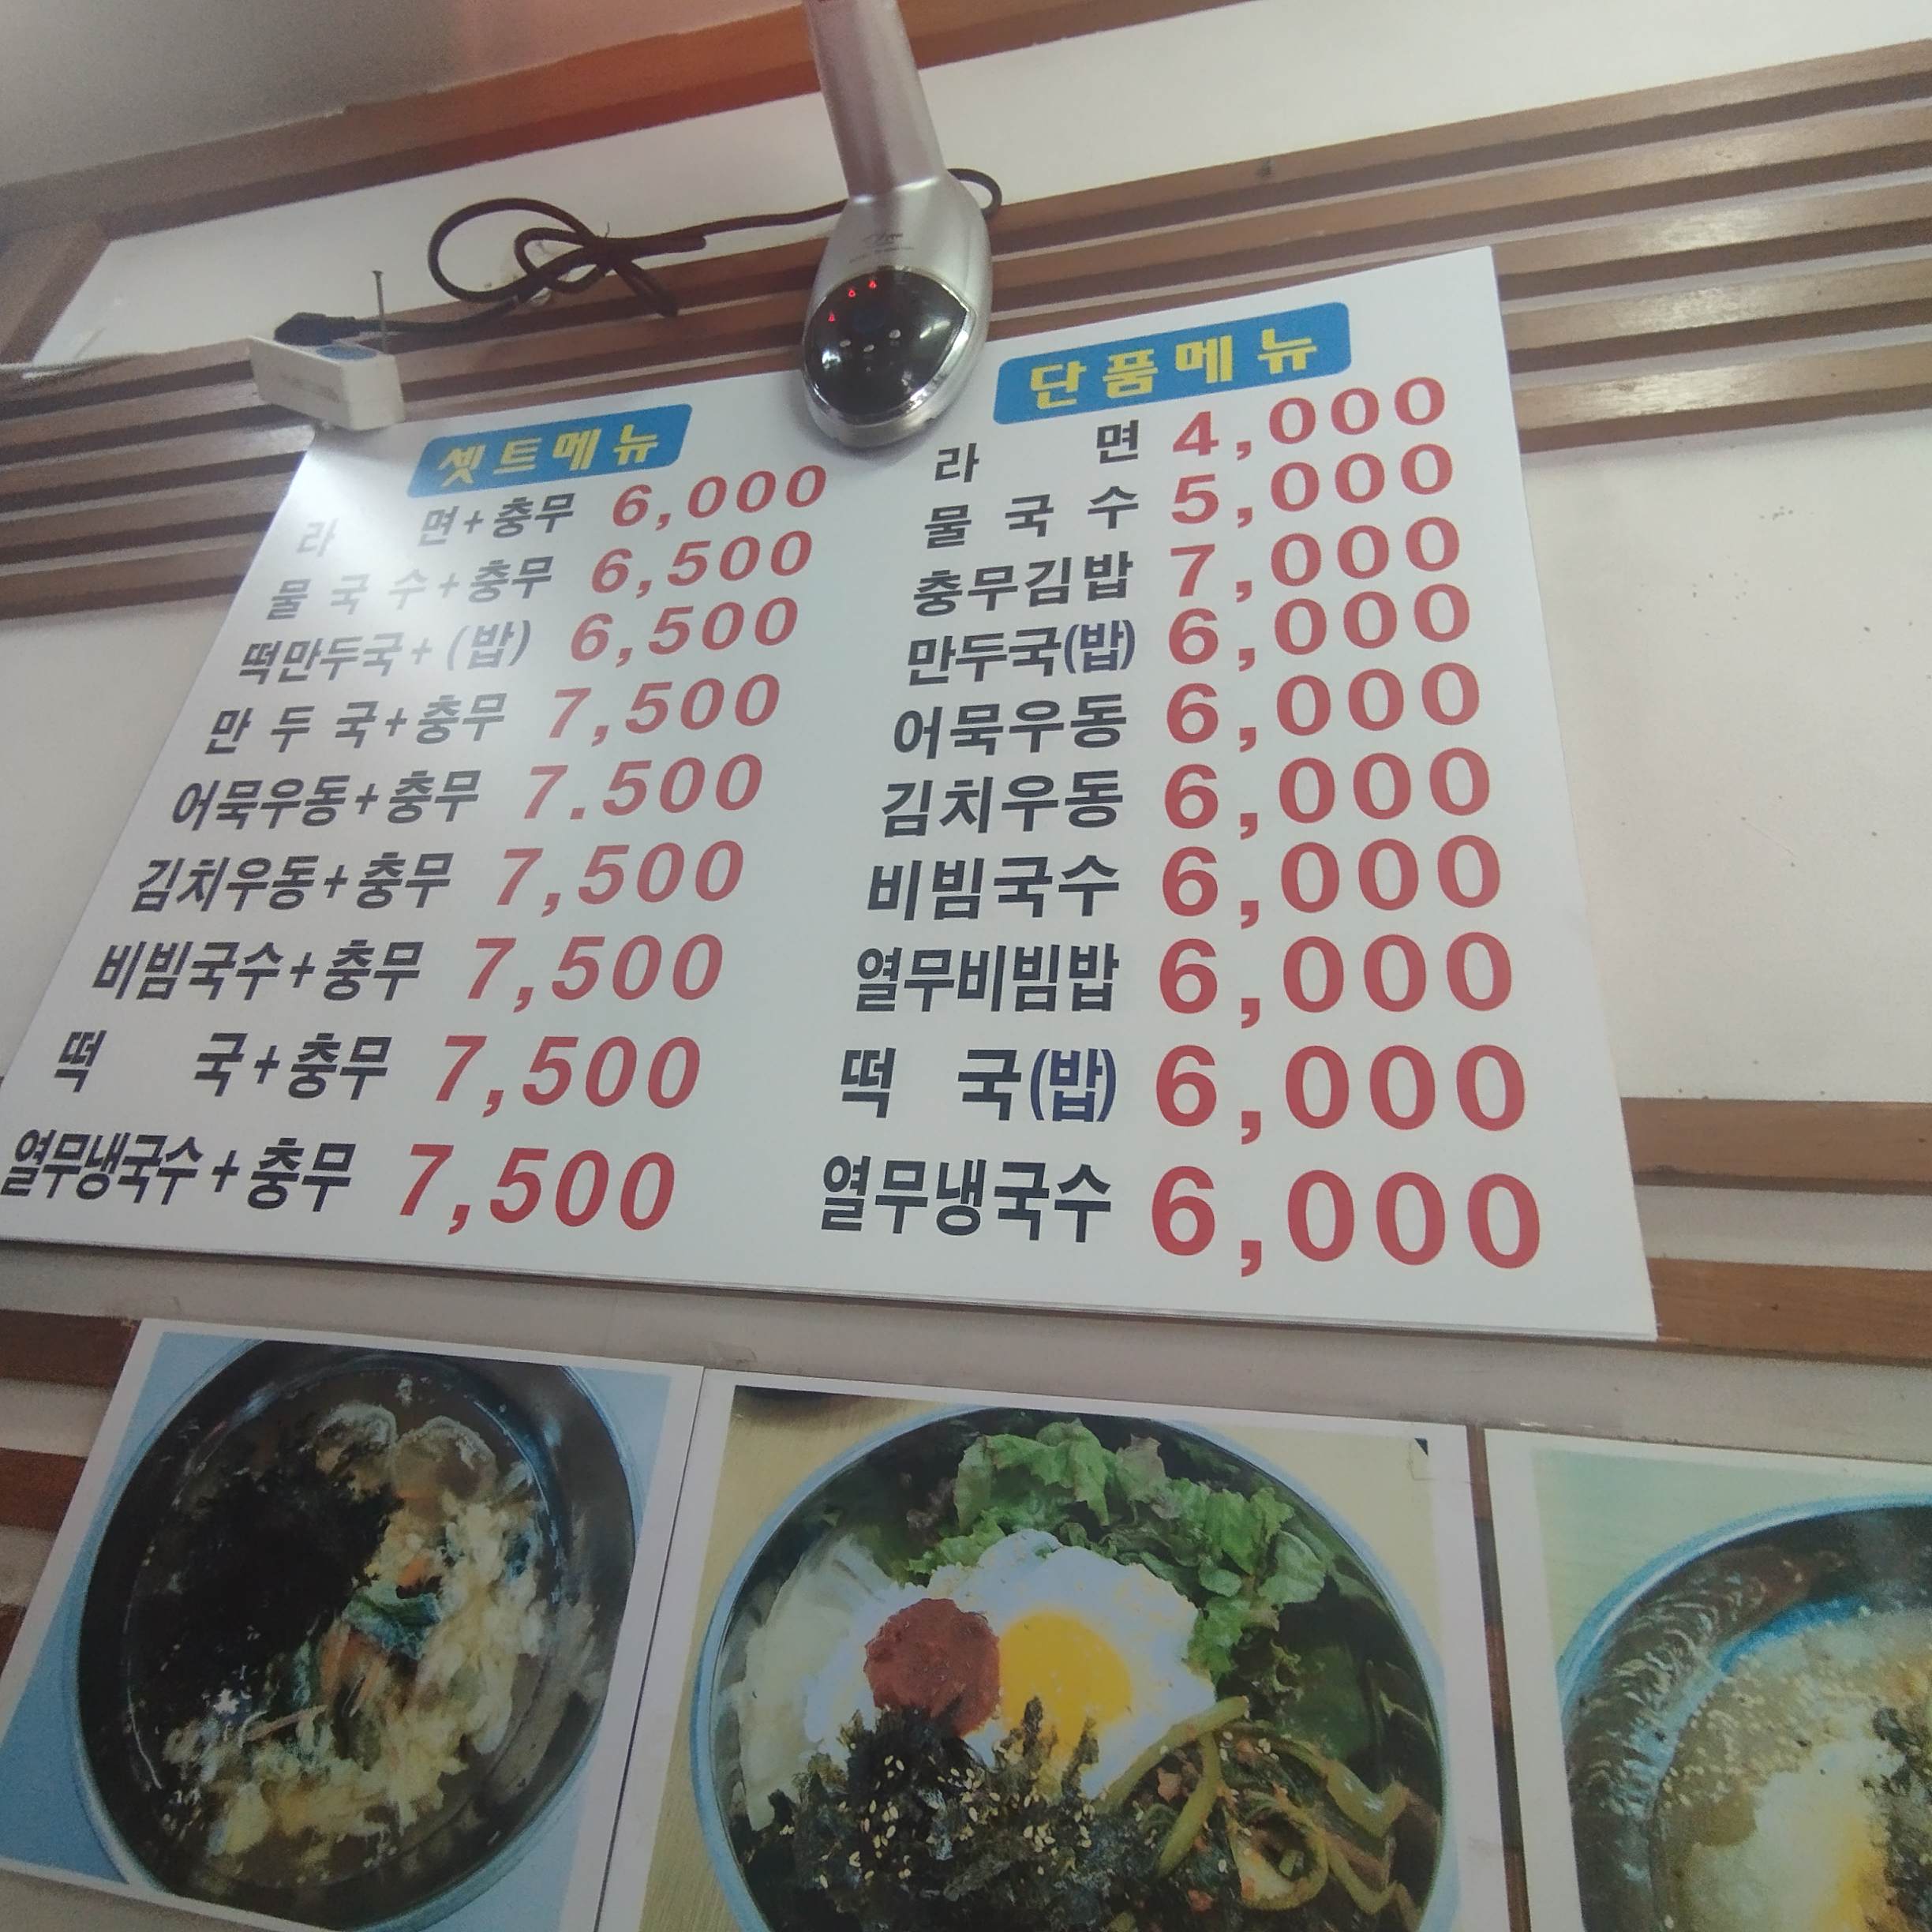 셋트메뉴
라 면+충무 6,000
물 국 수+충무 6,500
떡만두국+(밥) 6,500
만 두 국+충무 7,500
어묵우동+충무 7.500
김치우동+충무 7,500
비빔국수+충무 7,500
떡 국+충무 7,500
열무냉국수+충무 7,500
단품메뉴
라 면 4,000
물 국 수 5,000
충무김밥 7,000
만두국(밥) 6,000
어묵우동 6,000
김치우동 6,000
비빔국수 6,000
열무비빔밥 6,000
떡 국(밥) 6,000
열무냉국수 6,000